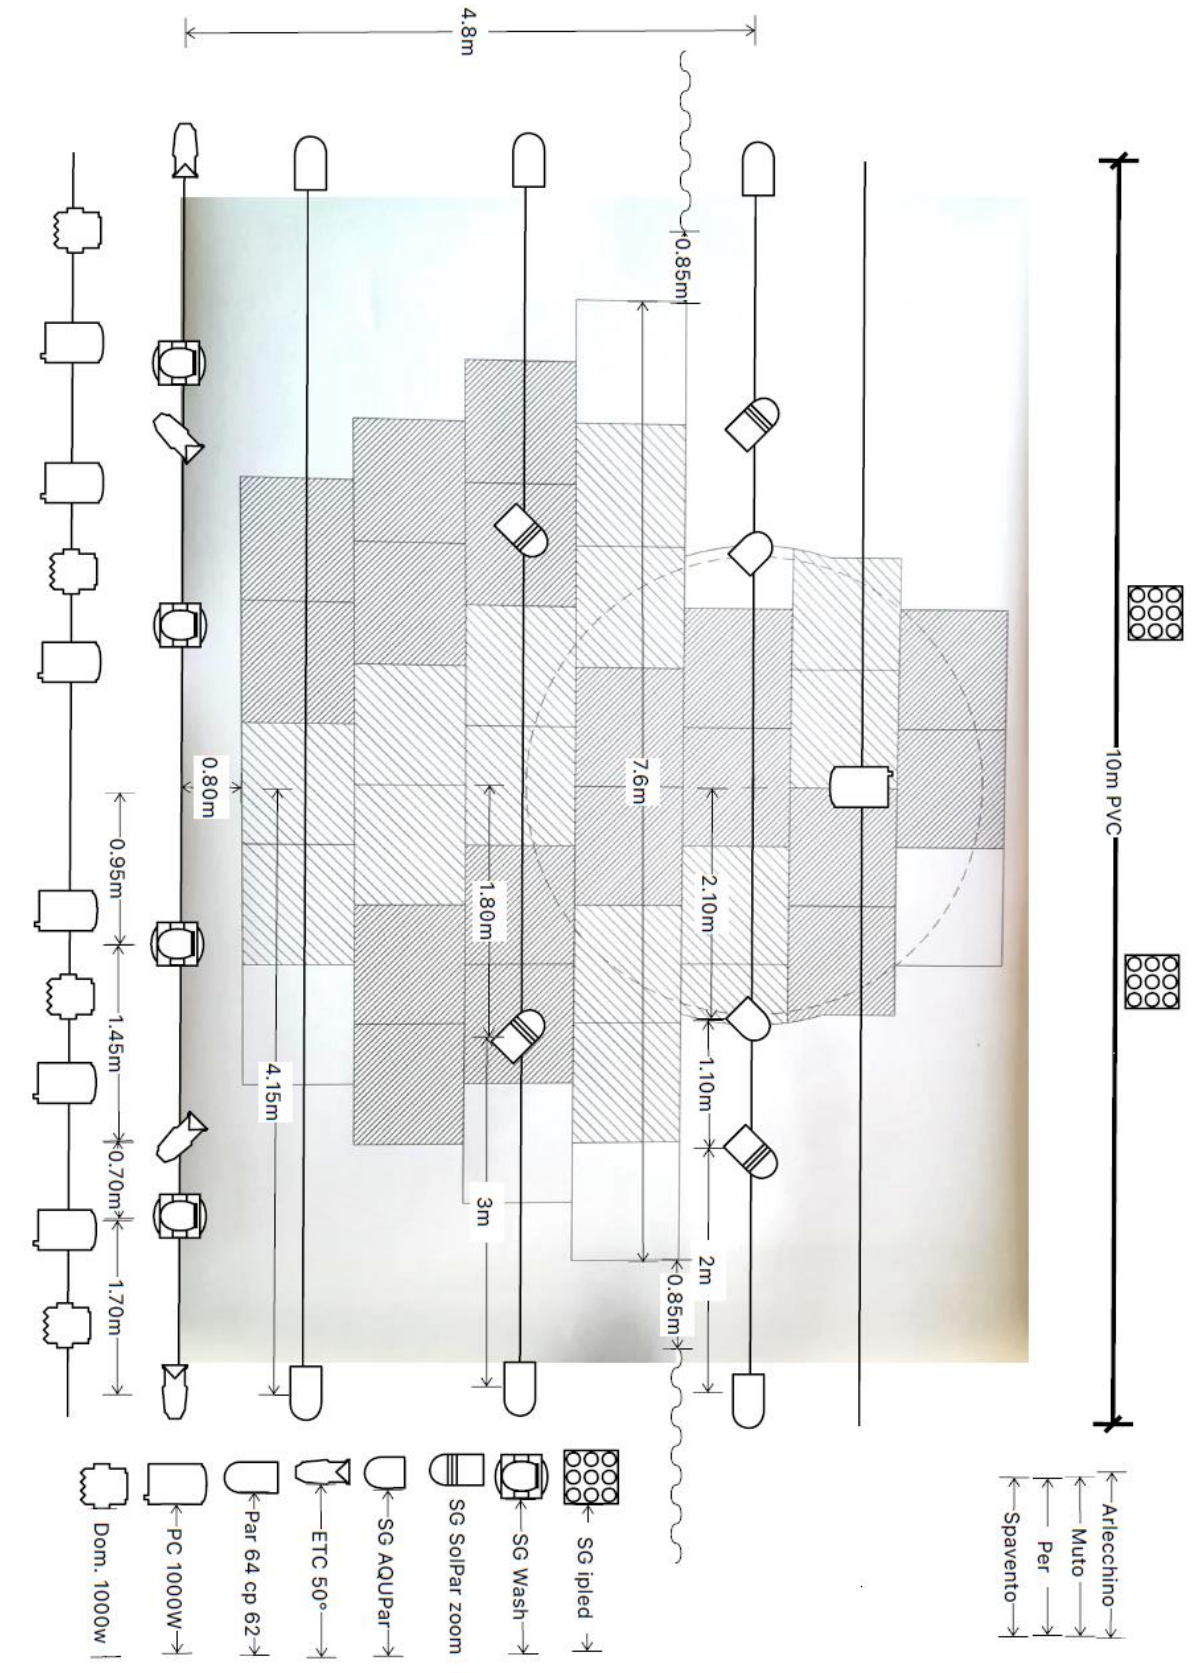 4.8m
0.85m
10m PVC
0.80m
7.6m
0.95m
1.80m
2.10m
1.45m
4.15m
1.10m
0.70m
3m
2m
1.70m
0.85m
Dom. 1000w
PC 1000W
Par 64 cp 62
ETC 50°
SG AQUPar
SG SolPar zoom
SG Wash
SG ipled
Spavento
Per
Muto
Arlecchino